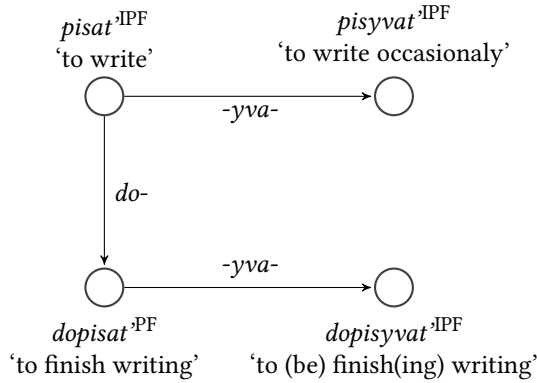 pisat’IPF
‘to write’
pisyvat’IPF
‘to write occasionaly’
-yva-
do-
-yva-
dopisat’PF
‘to finish writing’
dopisyvat’IPF
‘to (be) finish(ing) writing’